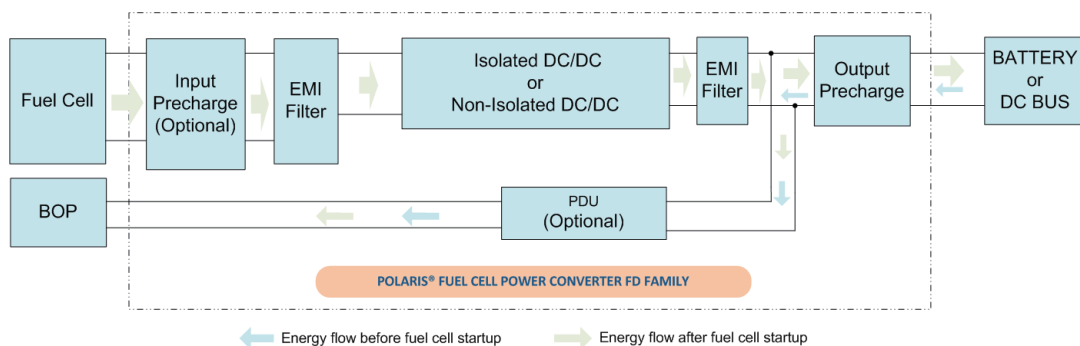 Fuel Cell
Input
Precharge
(Optional)
EMI
Filter
Isolated DC/DC
or
Non-Isolated DC/DC
EMI
Filter
Output
Precharge
BATTERY
or
DC BUS
BOP
PDU
(Optional)
POLARIS® FUEL CELL POWER CONVERTER FD FAMILY
Energy flow before fuel cell startup
Energy flow after fuel cell startup